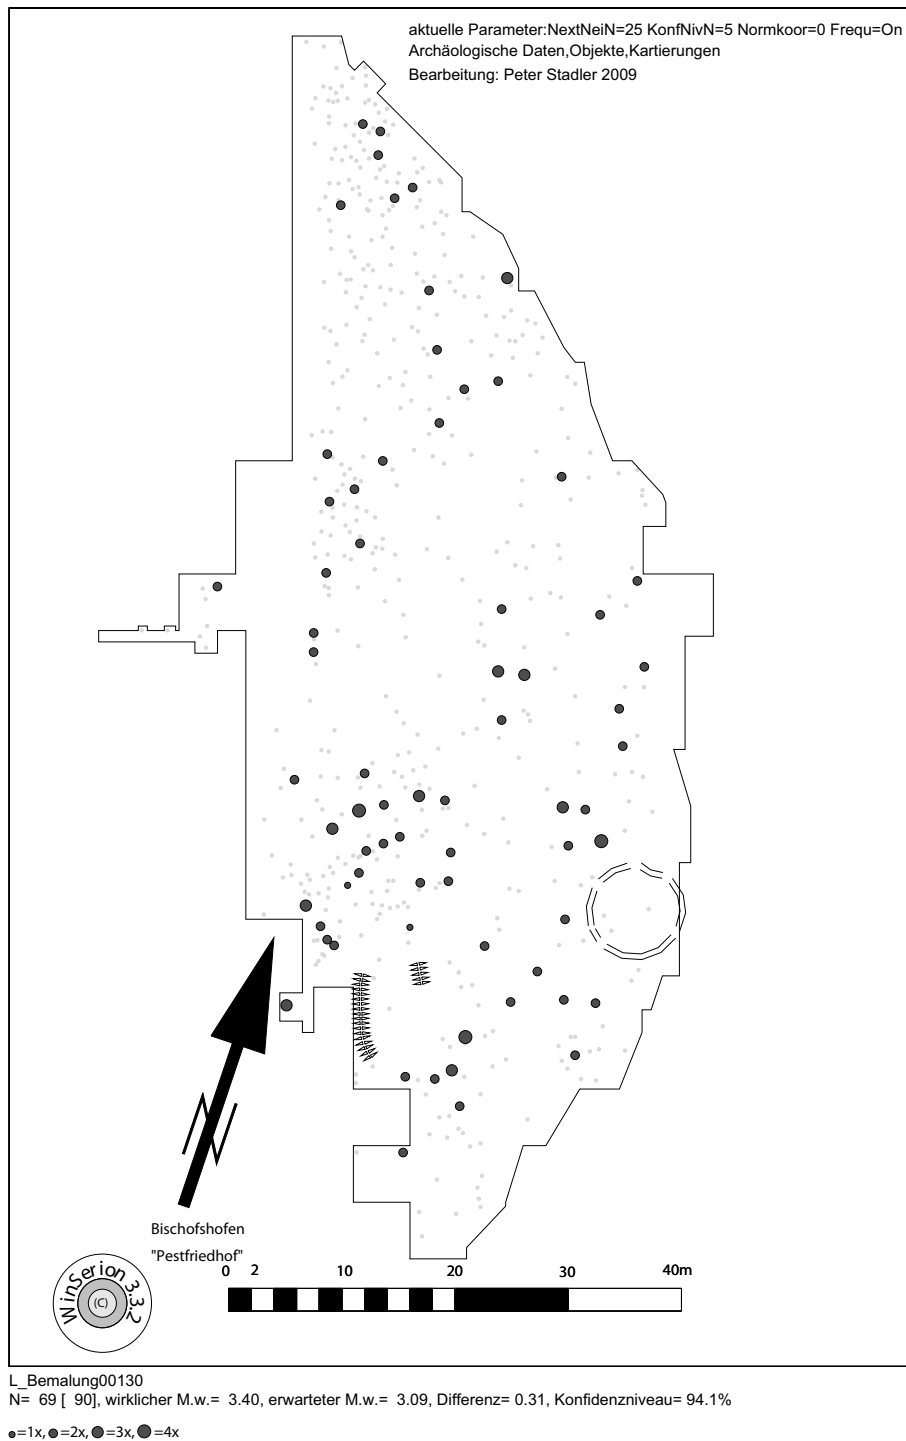 aktuelle Parameter:NextNeiN=25 KonfNivN=5 Normkoor=0 Frequ=On
Archäologische Daten,Objekte,Kartierungen
Bearbeitung: Peter Stadler 2009
Bischofshofen
"Pestfriedhof"
0 2 10 20 30 40m
WinSerion 3.3.2
(C)
L_Bemalung00130
N= 69 [ 90], wirklicher M.w.= 3.40, erwarteter M.w.= 3.09, Differenz= 0.31, Konfidenzniveau= 94.1%
=1x, =2x, =3x, =4x